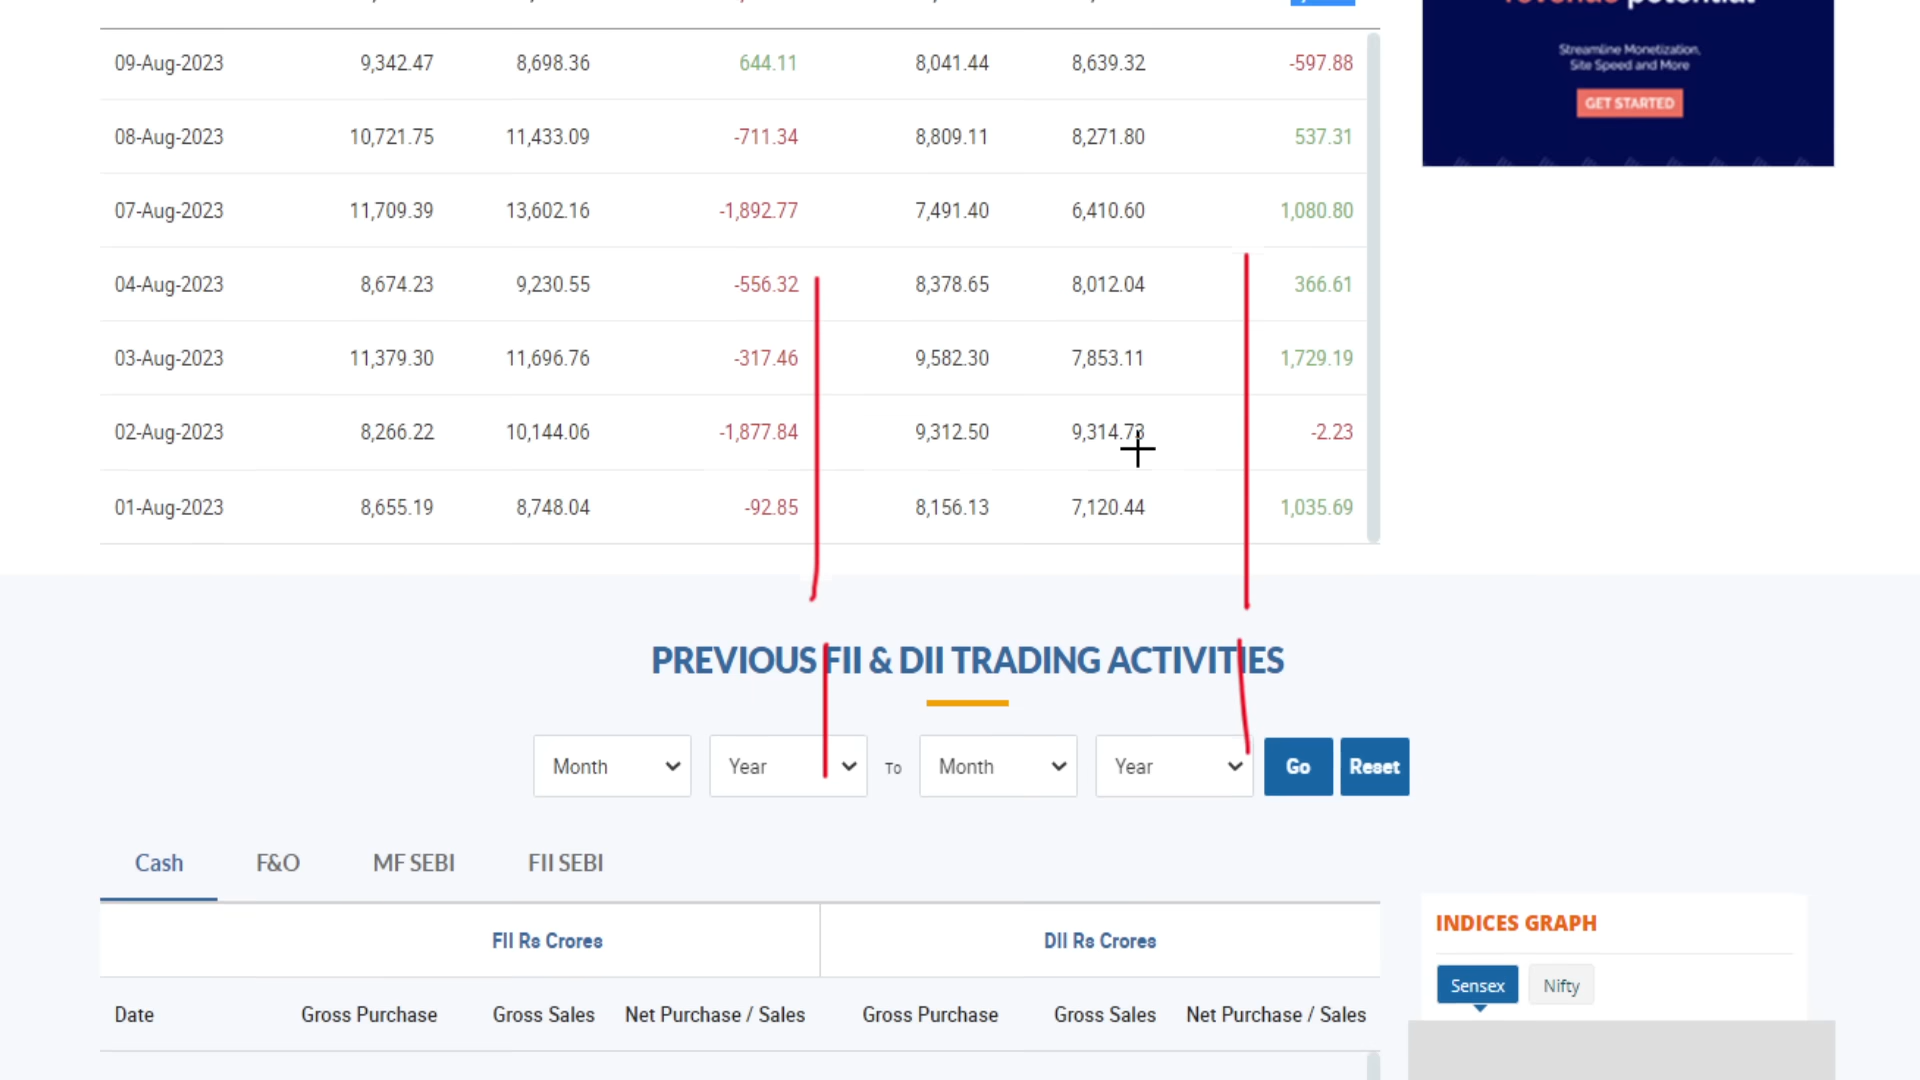 revenue potential
Streamline Monetization,
Site Speed and More
GET STARTED
09-Aug-2023 9,342.47 8,698.36 644.11 8,041.44 8,639.32 -597.88
08-Aug-2023 10,721.75 11,433.09 -711.34 8,809.11 8,271.80 537.31
07-Aug-2023 11,709.39 13,602.16 -1,892.77 7,491.40 6,410.60 1,080.80
04-Aug-2023 8,674.23 9,230.55 -556.32 8,378.65 8,012.04 366.61
03-Aug-2023 11,379.30 11,696.76 -317.46 9,582.30 7,853.11 1,729.19
02-Aug-2023 8,266.22 10,144.06 -1,877.84 9,312.50 9,314.73 -2.23
01-Aug-2023 8,655.19 8,748.04 -92.85 8,156.13 7,120.44 1,035.69
PREVIOUS FII & DII TRADING ACTIVITIES
Month Year To Month Year Go Reset
Cash F&O MF SEBI FII SEBI
FII Rs Crores DII Rs Crores
Date Gross Purchase Gross Sales Net Purchase / Sales Gross Purchase Gross Sales Net Purchase / Sales
INDICES GRAPH
Sensex Nifty